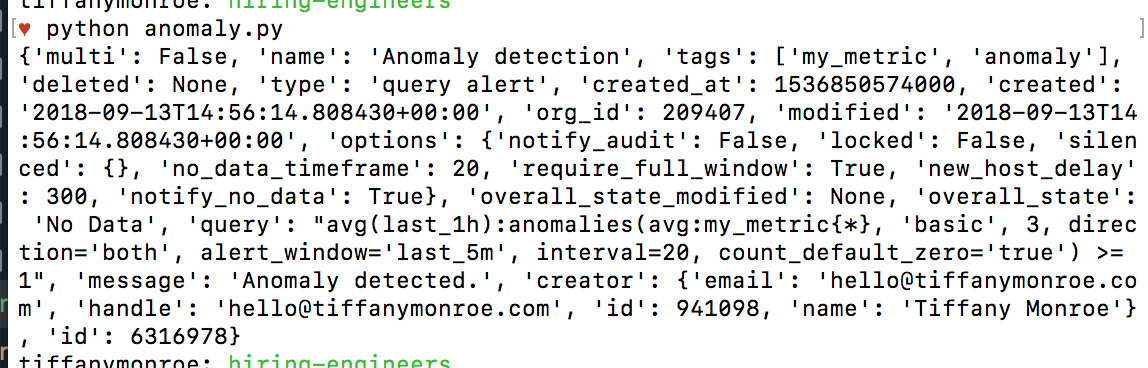 tiffanymonroe: hiring-engineers
[♥ python anomaly.py ]
{'multi': False, 'name': 'Anomaly detection', 'tags': ['my_metric', 'anomaly'],
'deleted': None, 'type': 'query alert', 'created_at': 1536850574000, 'created':
'2018-09-13T14:56:14.808430+00:00', 'org_id': 209407, 'modified': '2018-09-13T14
:56:14.808430+00:00', 'options': {'notify_audit': False, 'locked': False, 'silen
ced': {}, 'no_data_timeframe': 20, 'require_full_window': True, 'new_host_delay'
: 300, 'notify_no_data': True}, 'overall_state_modified': None, 'overall_state':
 'No Data', 'query': "avg(last_1h):anomalies(avg:my_metric{*}, 'basic', 3, direc
tion='both', alert_window='last_5m', interval=20, count_default_zero='true') >=
1", 'message': 'Anomaly detected.', 'creator': {'email': 'hello@tiffanymonroe.co
m', 'handle': 'hello@tiffanymonroe.com', 'id': 941098, 'name': 'Tiffany Monroe'}
, 'id': 6316978}
tiffanymonroe: hiring-engineers